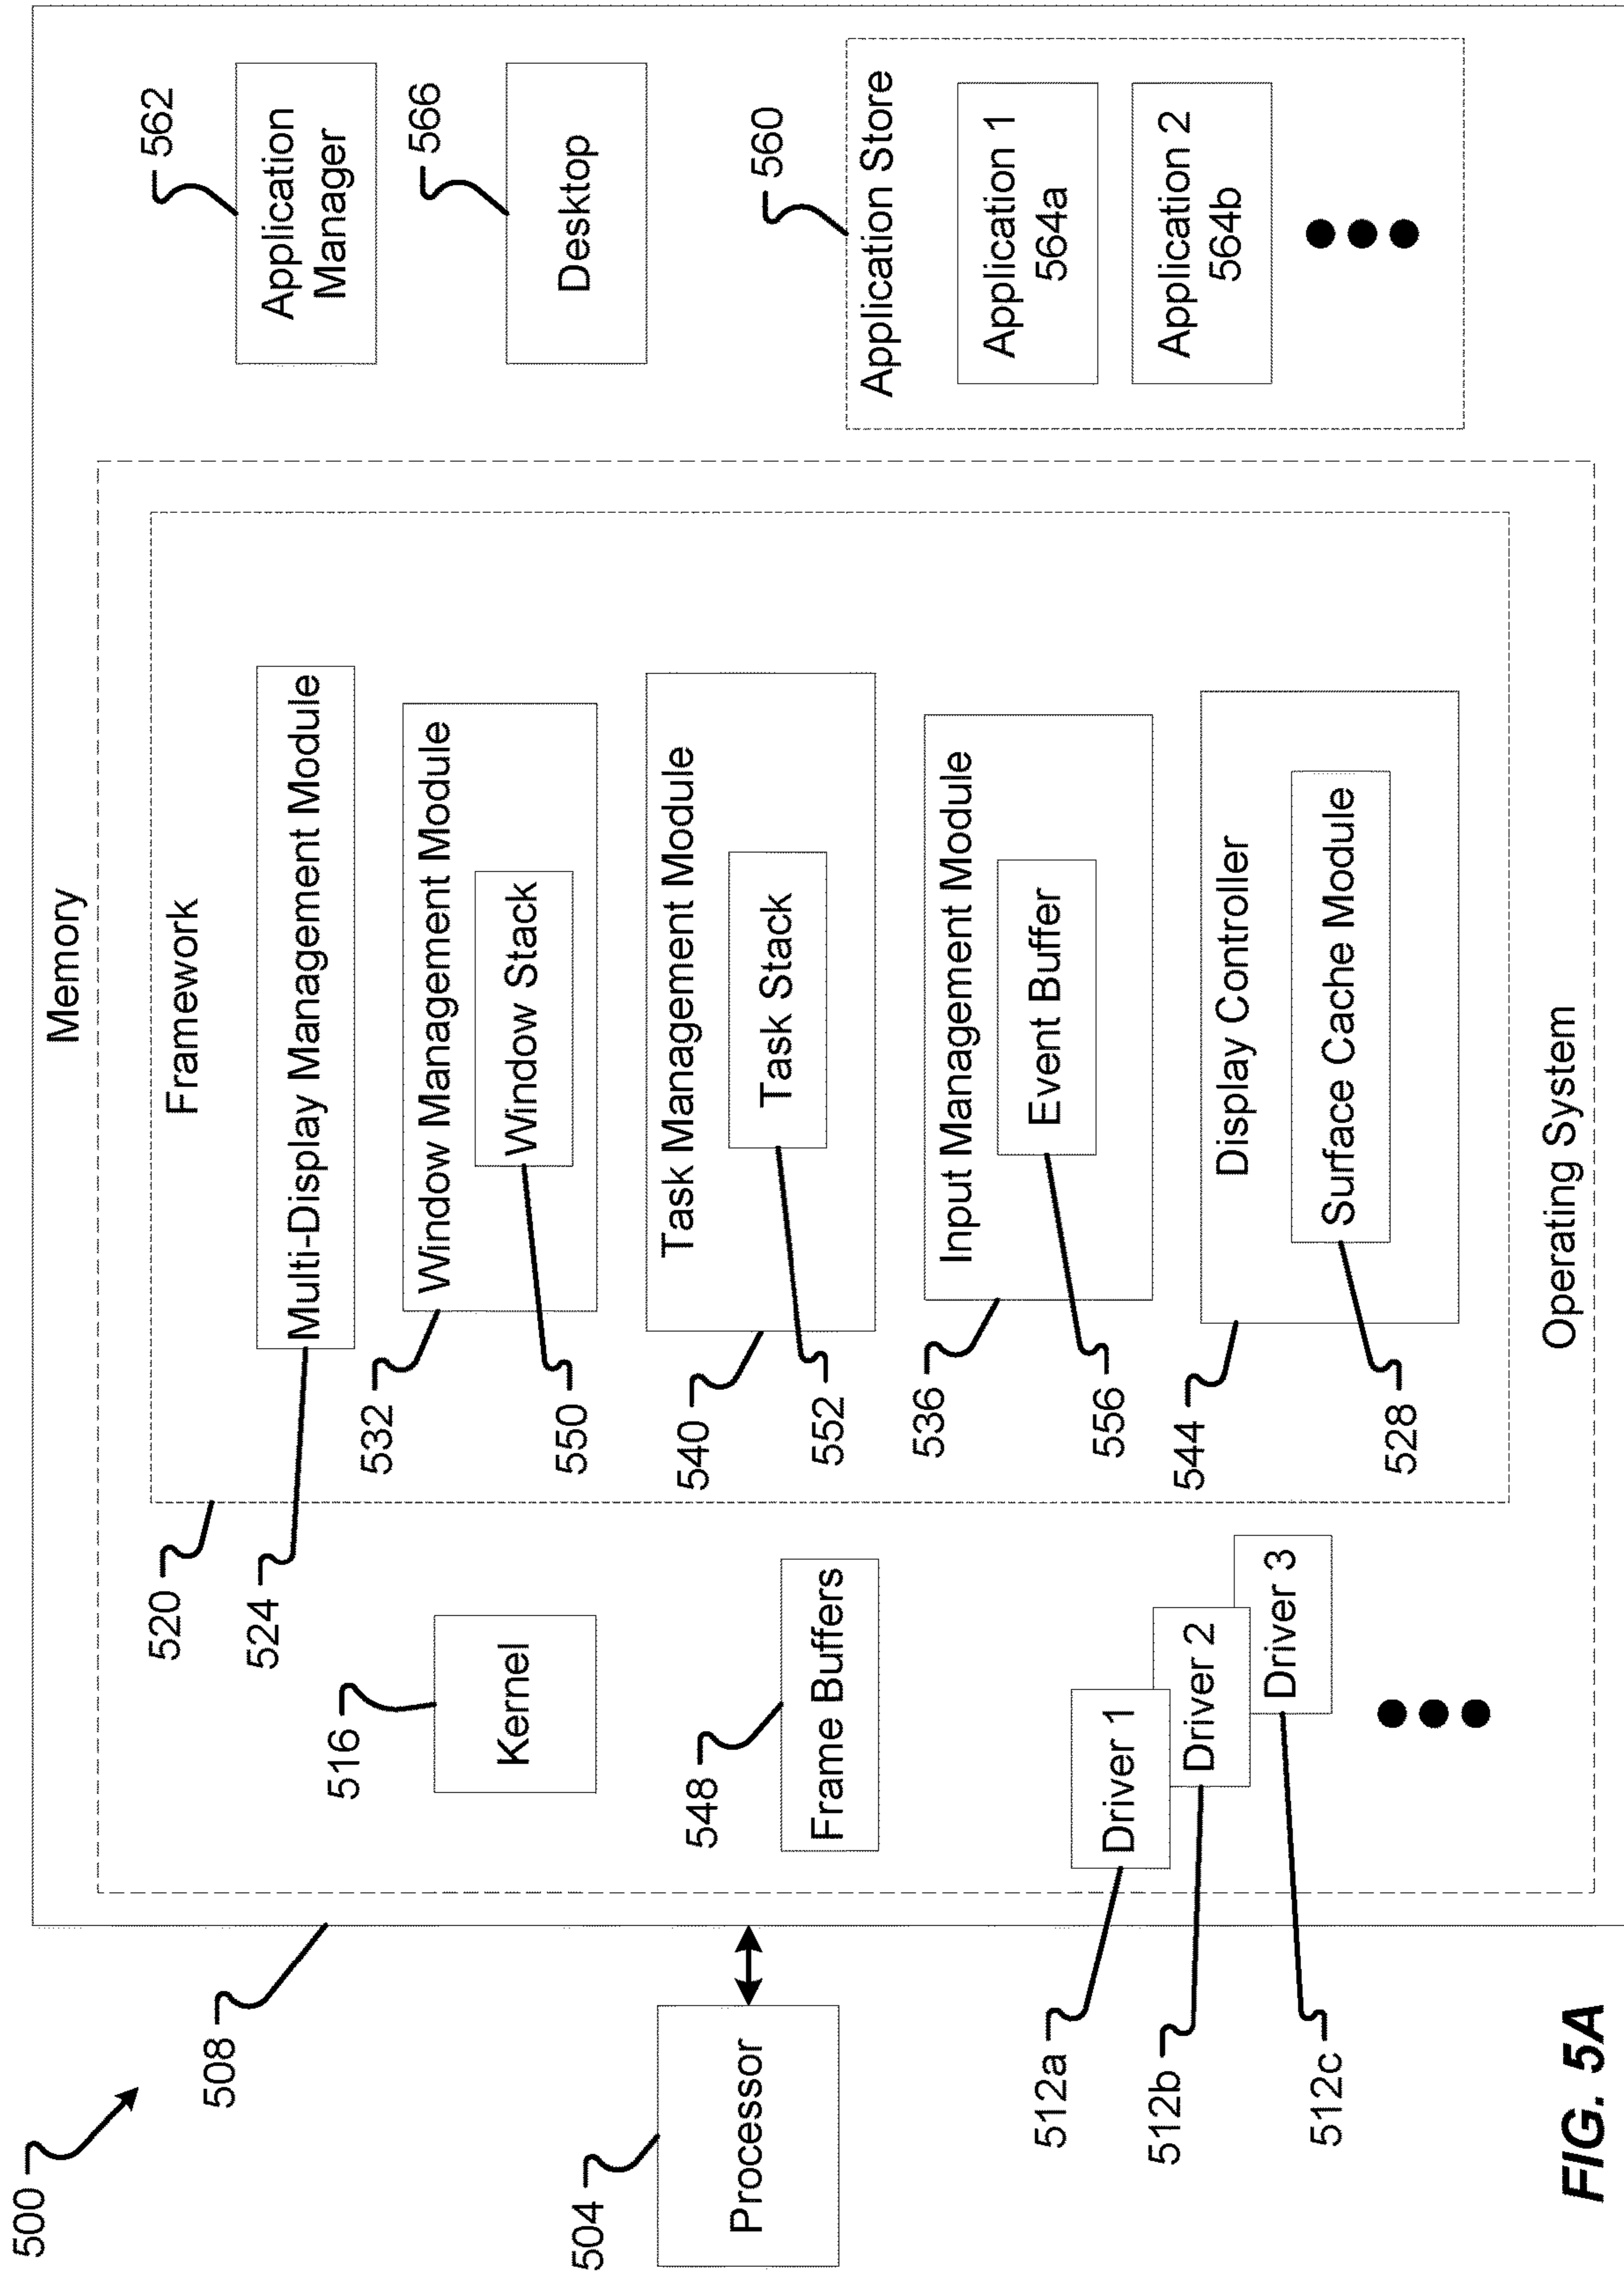 500
508
Memory
504
Processor
Operating System
520
Framework
516
Kernel
548
Frame Buffers
512a
Driver 1
512b
Driver 2
512c
Driver 3
524
Multi-Display Management Module
532
Window Management Module
550
Window Stack
540
Task Management Module
552
Task Stack
536
Input Management Module
556
Event Buffer
544
Display Controller
528
Surface Cache Module
562
Application
Manager
566
Desktop
560
Application Store
Application 1
564a
Application 2
564b
FIG. 5A